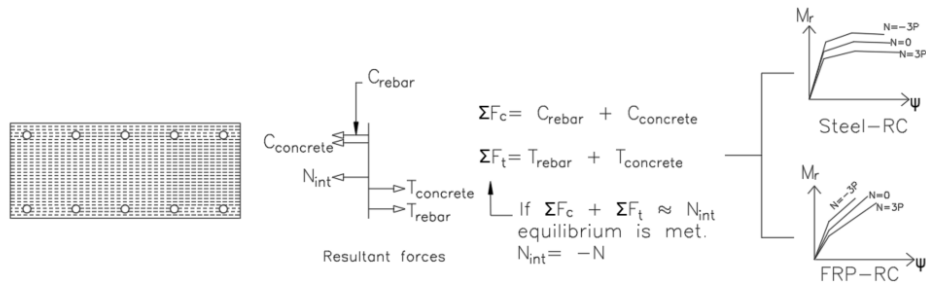 C_rebar
C_concrete
N_int
T_concrete
T_rebar
Resultant forces
ΣF_c = C_rebar + C_concrete
ΣF_t = T_rebar + T_concrete
If ΣF_c + ΣF_t ≈ N_int
equilibrium is met.
N_int = -N
M_r
N=-3P
N=0
N=3P
ψ
Steel-RC
M_r
N=-3P
N=0
N=3P
ψ
FRP-RC